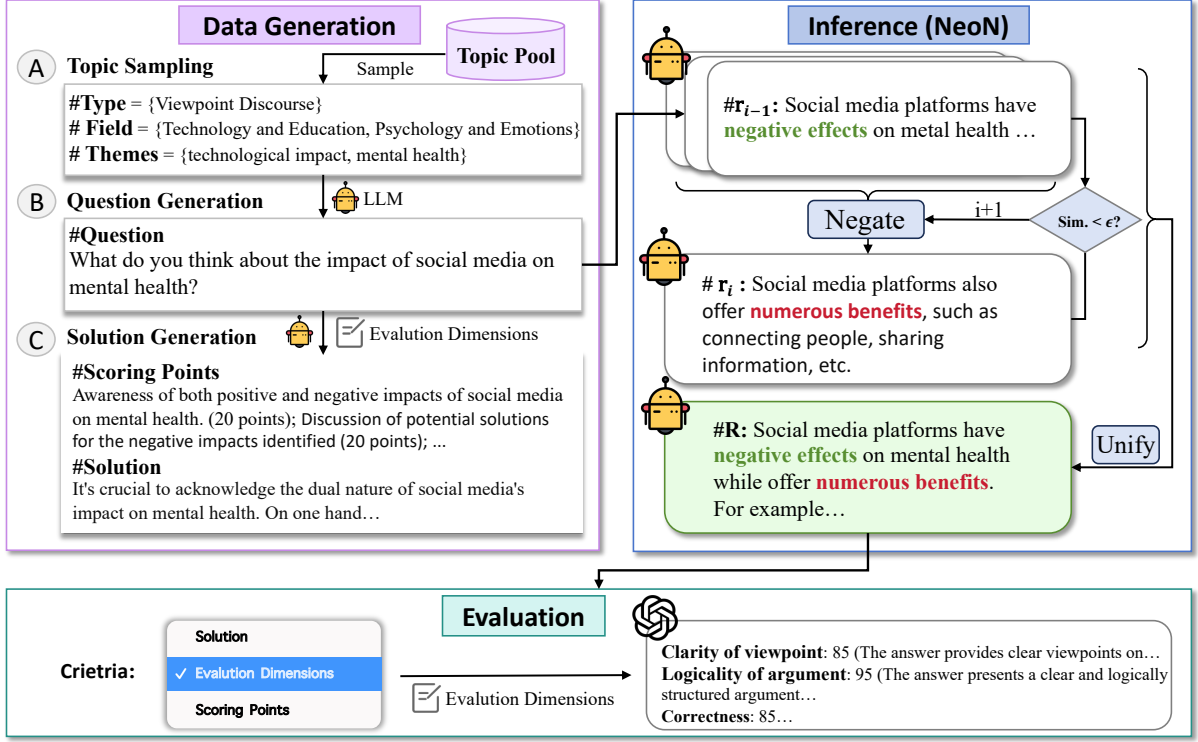 Data Generation
A
Topic Sampling
Sample
Topic Pool
#Type = {Viewpoint Discourse}
# Field = {Technology and Education, Psychology and Emotions}
# Themes = {technological impact, mental health}
B
Question Generation
LLM
#Question
What do you think about the impact of social media on
mental health?
C
Solution Generation
Evalution Dimensions
#Scoring Points
Awareness of both positive and negative impacts of social media
on mental health. (20 points); Discussion of potential solutions
for the negative impacts identified (20 points); ...
#Solution
It's crucial to acknowledge the dual nature of social media's
impact on mental health. On one hand…
Inference (NeoN)
#rᵢ₋₁: Social media platforms have
negative effects on metal health …
Negate
i+1
Sim. < ϵ?
# rᵢ : Social media platforms also
offer numerous benefits, such as
connecting people, sharing
information, etc.
#R: Social media platforms have
negative effects on mental health
while offer numerous benefits.
For example…
Unify
Evaluation
Crietria:
Solution
✓ Evalution Dimensions
Scoring Points
Evalution Dimensions
Clarity of viewpoint: 85 (The answer provides clear viewpoints on…
Logicality of argument: 95 (The answer presents a clear and logically
structured argument…
Correctness: 85…